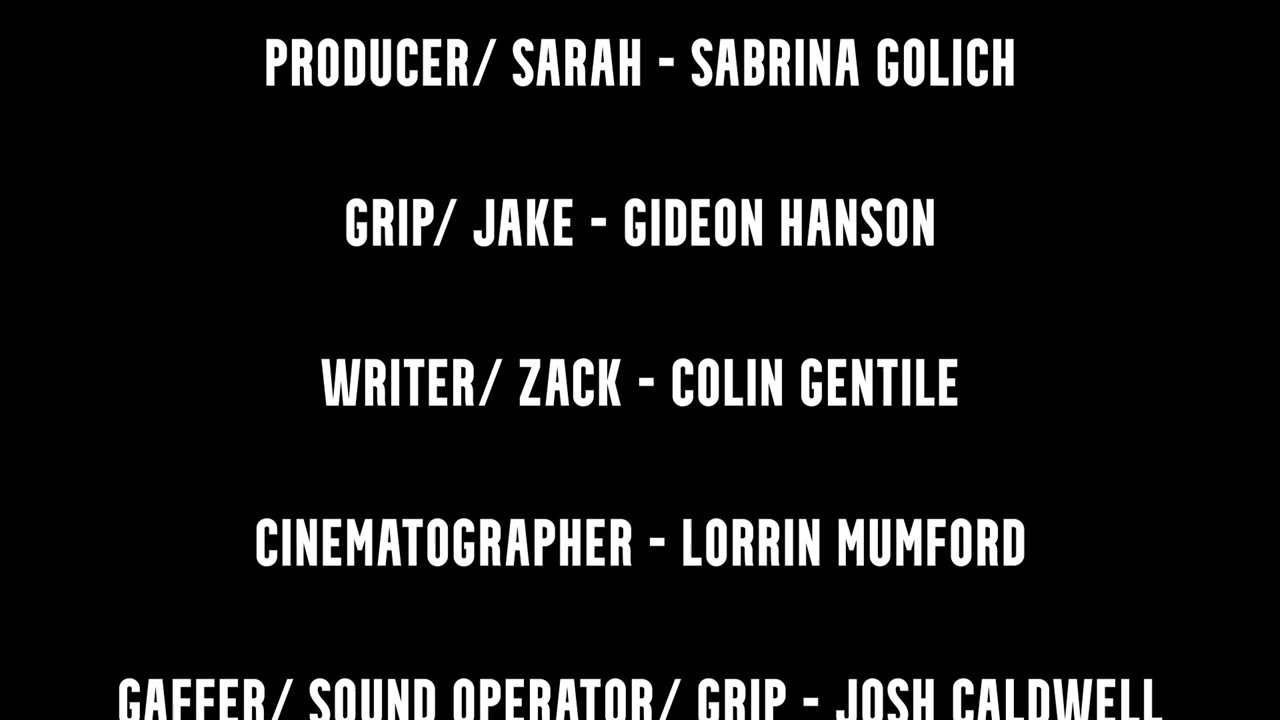 PRODUCER/ SARAH - SABRINA GOLICH
GRIP/ JAKE - GIDEON HANSON
WRITER/ ZACK - COLIN GENTILE
CINEMATOGRAPHER - LORRIN MUMFORD
GAFFER/ SOUND OPERATOR/ GRIP - JOSH CALDWELL